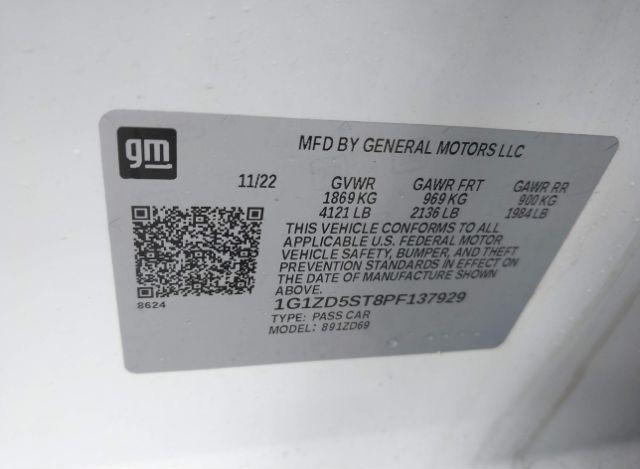 gm
MFD BY GENERAL MOTORS LLC
11/22 GVWR GAWR FRT GAWR RR
1869 KG 969 KG 900 KG
4121 LB 2136 LB 1984 LB
THIS VEHICLE CONFORMS TO ALL
APPLICABLE U.S. FEDERAL MOTOR
VEHICLE SAFETY, BUMPER, AND THEFT
PREVENTION STANDARDS IN EFFECT ON
THE DATE OF MANUFACTURE SHOWN
ABOVE.
8624
1G1ZD5ST8PF137929
TYPE: PASS CAR
MODEL: 891ZD69